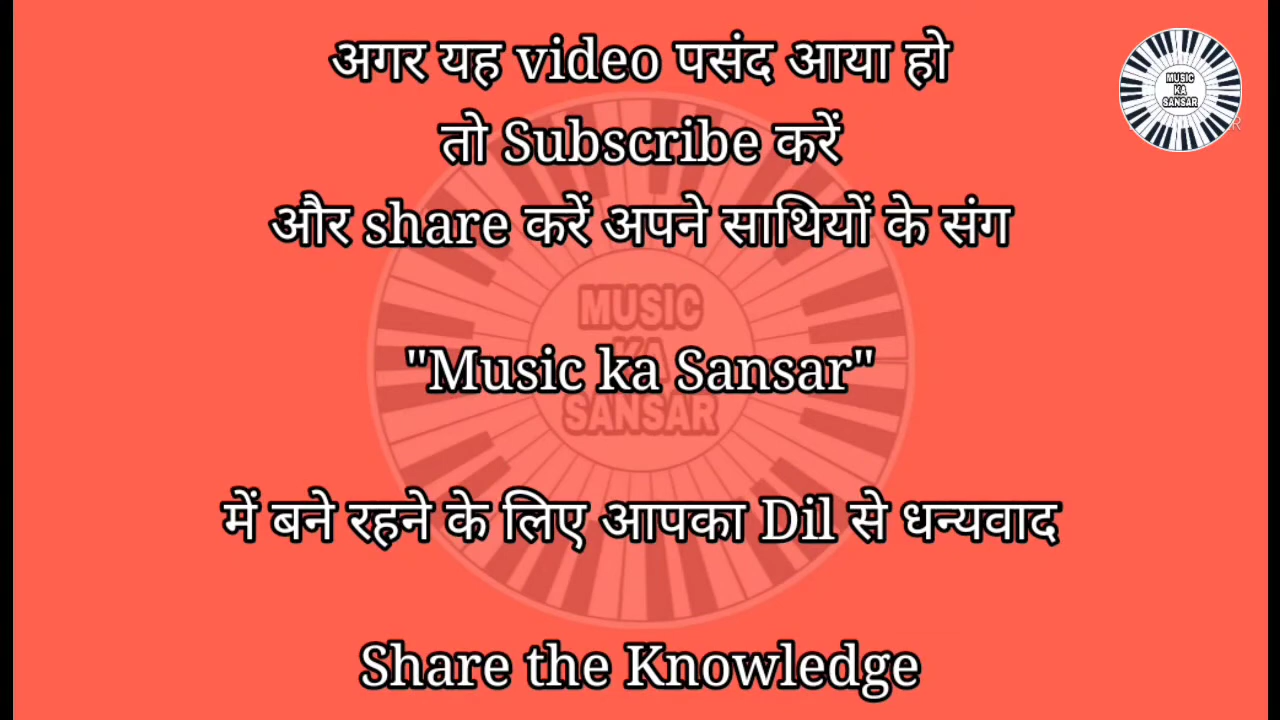 अगर यह video पसंद आया हो
तो Subscribe करें
और share करें अपने साथियों के संग
MUSIC
KA
SANSAR
"Music ka Sansar"
में बने रहने के लिए आपका Dil से धन्यवाद
Share the Knowledge
MUSIC
KA
SANSAR